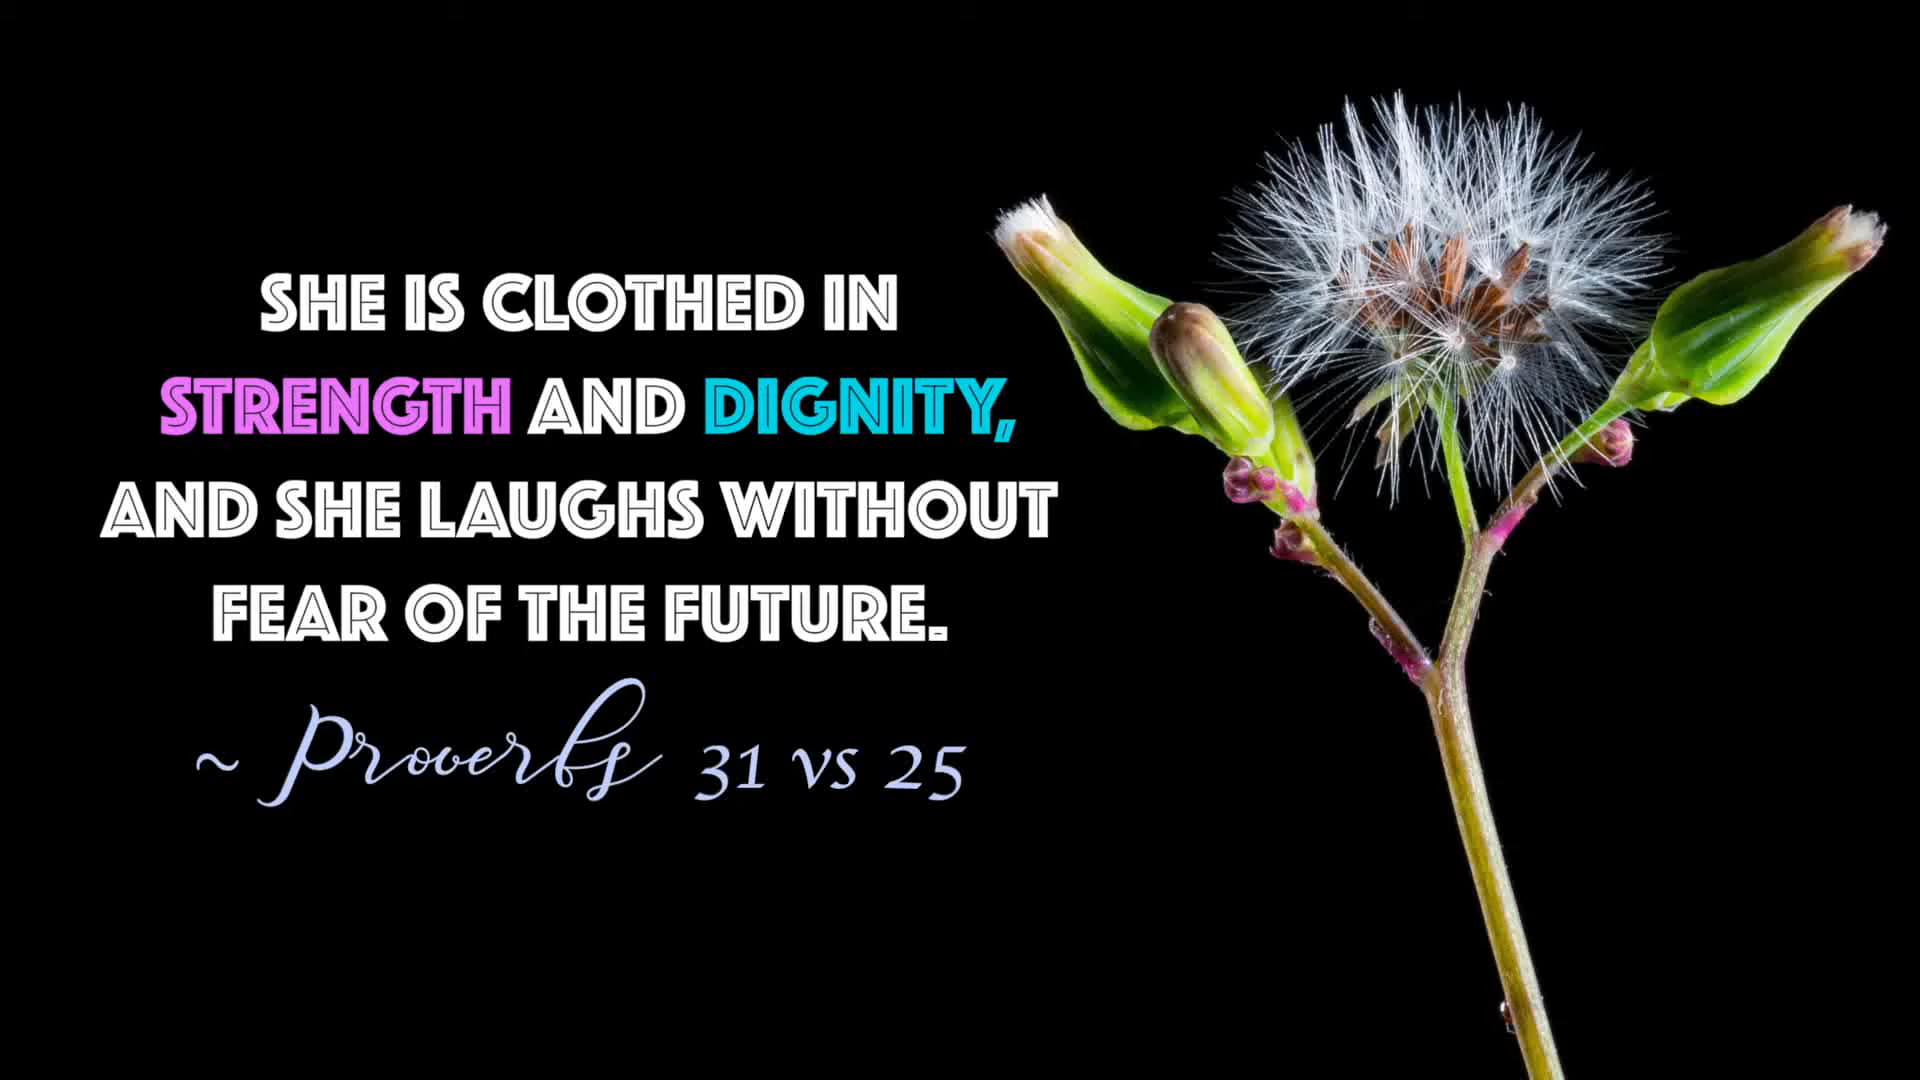 SHE IS CLOTHED IN
STRENGTH AND DIGNITY,
AND SHE LAUGHS WITHOUT
FEAR OF THE FUTURE.
~ Proverbs 31 vs 25